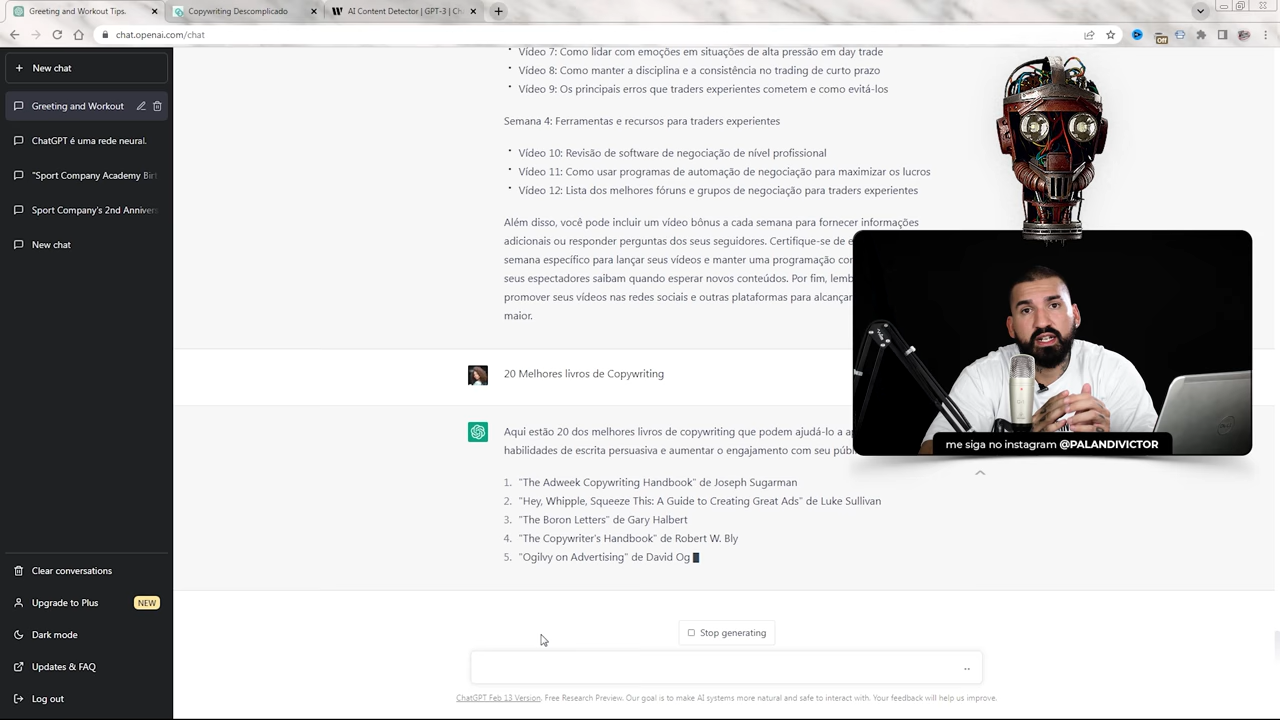 Greeting and Workout Tips.
Copywriting Descomplicado
AI Content Detector | GPT-3 | Ch
chat.openai.com/chat
Off
New chat
Greeting and Workout
ChatGPT é uma rede neural.
"Sport Company Academy Birt
Sport Company's 2nd Annivers
New chat
Clear conversations
Upgrade to Plus
NEW
Dark mode
Updates & FAQ
Log out
Vídeo 7: Como lidar com emoções em situações de alta pressão em day trade
Vídeo 8: Como manter a disciplina e a consistência no trading de curto prazo
Vídeo 9: Os principais erros que traders experientes cometem e como evitá-los
Semana 4: Ferramentas e recursos para traders experientes
Vídeo 10: Revisão de software de negociação de nível profissional
Vídeo 11: Como usar programas de automação de negociação para maximizar os lucros
Vídeo 12: Lista dos melhores fóruns e grupos de negociação para traders experientes
Além disso, você pode incluir um vídeo bônus a cada semana para fornecer informações
adicionais ou responder perguntas dos seus seguidores. Certifique-se de e
semana específico para lançar seus vídeos e manter uma programação con
seus espectadores saibam quando esperar novos conteúdos. Por fim, lemb
promover seus vídeos nas redes sociais e outras plataformas para alcançar
maior.
20 Melhores livros de Copywriting
Aqui estão 20 dos melhores livros de copywriting que podem ajudá-lo a ap
habilidades de escrita persuasiva e aumentar o engajamento com seu públi
1. "The Adweek Copywriting Handbook" de Joseph Sugarman
2. "Hey, Whipple, Squeeze This: A Guide to Creating Great Ads" de Luke Sullivan
3. "The Boron Letters" de Gary Halbert
4. "The Copywriter's Handbook" de Robert W. Bly
5. "Ogilvy on Advertising" de David Og
me siga no instagram @PALANDIVICTOR
Stop generating
ChatGPT Feb 13 Version. Free Research Preview. Our goal is to make AI systems more natural and safe to interact with. Your feedback will help us improve.